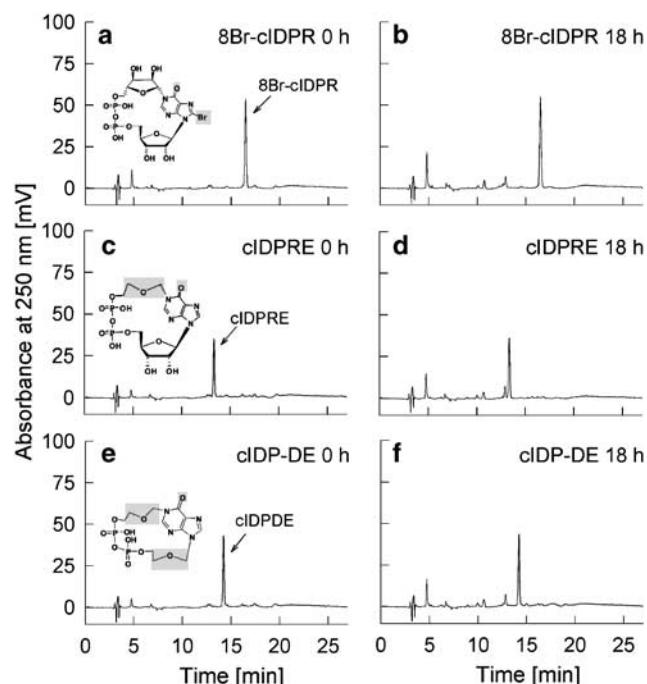 a 8Br-cIDPR 0 h
b 8Br-cIDPR 18 h
8Br-cIDPR
c cIDPRE 0 h
d cIDPRE 18 h
cIDPRE
e cIDP-DE 0 h
f cIDP-DE 18 h
cIDPDE
Absorbance at 250 nm [mV]
100
75
50
25
0
100
75
50
25
0
100
75
50
25
0
0 5 10 15 20 25
0 5 10 15 20 25
Time [min]
Time [min]